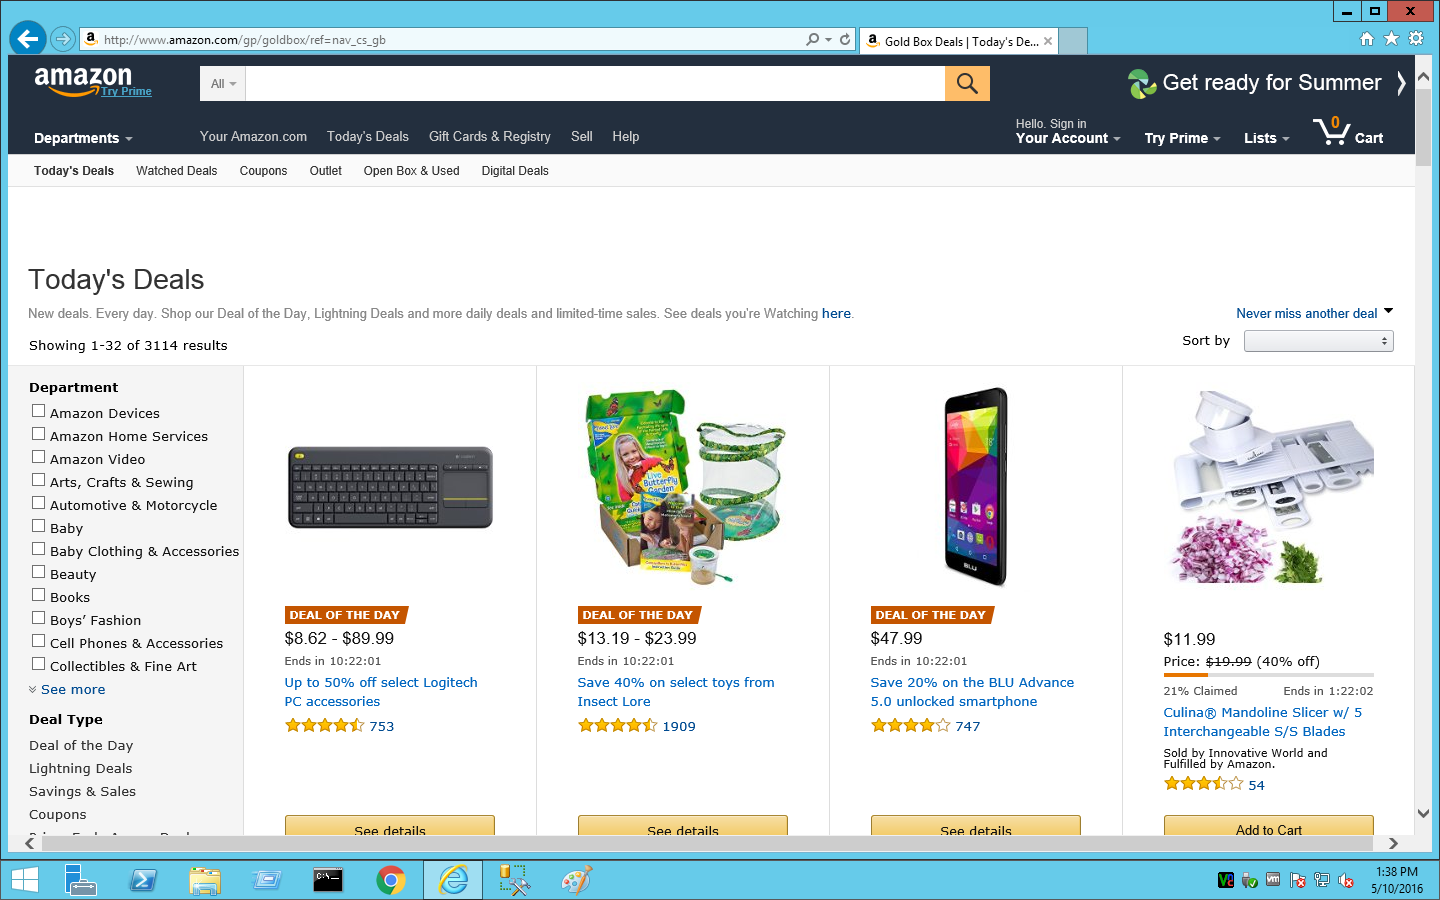 http://www.amazon.com/gp/goldbox/ref=nav_cs_gb
Gold Box Deals | Today's De...
amazon
Try Prime
All
Get ready for Summer
Departments
Your Amazon.com
Today's Deals
Gift Cards & Registry
Sell
Help
Hello. Sign in
Your Account
Try Prime
Lists
0
Cart
Today's Deals
Watched Deals
Coupons
Outlet
Open Box & Used
Digital Deals
Today's Deals
New deals. Every day. Shop our Deal of the Day, Lightning Deals and more daily deals and limited-time sales. See deals you're Watching here.
Never miss another deal
Showing 1-32 of 3114 results
Sort by
Department
Amazon Devices
Amazon Home Services
Amazon Video
Arts, Crafts & Sewing
Automotive & Motorcycle
Baby
Baby Clothing & Accessories
Beauty
Books
Boys’ Fashion
Cell Phones & Accessories
Collectibles & Fine Art
See more
Deal Type
Deal of the Day
Lightning Deals
Savings & Sales
Coupons
DEAL OF THE DAY
$8.62 - $89.99
Ends in 10:22:01
Up to 50% off select Logitech
PC accessories
753
See details
Live
Butterfly
Garden
DEAL OF THE DAY
$13.19 - $23.99
Ends in 10:22:01
Save 40% on select toys from
Insect Lore
1909
See details
BLU
DEAL OF THE DAY
$47.99
Ends in 10:22:01
Save 20% on the BLU Advance
5.0 unlocked smartphone
747
See details
$11.99
Price: $19.99 (40% off)
21% Claimed
Ends in 1:22:02
Culina® Mandoline Slicer w/ 5
Interchangeable S/S Blades
Sold by Innovative World and
Fulfilled by Amazon.
54
Add to Cart
1:38 PM
5/10/2016